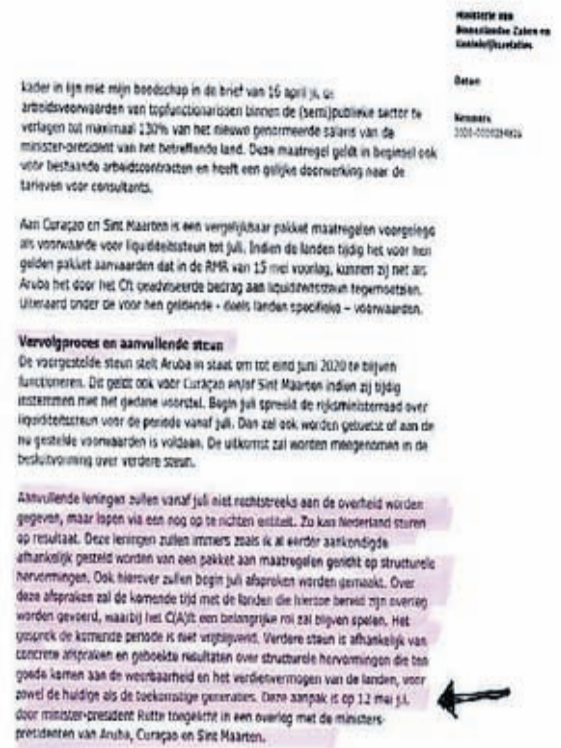 Ministerie van
Binnenlandse Zaken en
Koninkrijksrelaties
Datum
Kenmerk
kader in lijn met mijn boodschap in de brief van 16 april jl. de
arbeidsvoorwaarden van topfunctionarissen binnen de (semi)publieke sector te
verlagen tot maximaal 130% van het nieuwe genormeerde salaris van de
minister-president van het betreffende land. Deze maatregel geldt in beginsel ook
voor bestaande arbeidscontracten en heeft een gelijke doorwerking naar de
tarieven voor consultants.
Aan Curaçao en Sint Maarten is een vergelijkbaar pakket maatregelen voorgelegd
als voorwaarde voor liquiditeitssteun tot juli. Indien de landen tijdig het voor hen
gelden pakket aanvaarden dat in de RMR van 15 mei voorlag, kunnen zij net als
Aruba het door het Cft geadviseerde bedrag aan liquiditeitssteun tegemoetzien.
Uiteraard onder de voor hen geldende - deels landen specifieke – voorwaarden.
Vervolgproces en aanvullende steun
De voorgestelde steun stelt Aruba in staat om tot eind juni 2020 te blijven
functioneren. Dit geldt ook voor Curaçao en/of Sint Maarten indien zij tijdig
instemmen met het gedane voorstel. Begin juli spreekt de rijksministerraad over
liquiditeitssteun voor de periode vanaf juli. Dan zal ook worden getoetst of aan de
nu gestelde voorwaarden is voldaan. De uitkomst zal worden meegenomen in de
besluitvorming over verdere steun.
Aanvullende leningen zullen vanaf juli niet rechtstreeks aan de overheid worden
gegeven, maar lopen via een nog op te richten entiteit. Zo kan Nederland sturen
op resultaat. Deze leningen zullen immers zoals ik al eerder aankondigde
afhankelijk gesteld worden van een pakket aan maatregelen gericht op structurele
hervormingen. Ook hierover zullen begin juli afspraken worden gemaakt. Over
deze afspraken zal de komende tijd met de landen die hiertoe bereid zijn overleg
worden gevoerd, waarbij het C(A)ft een belangrijke rol zal blijven spelen. Het
gesprek de komende periode is niet vrijblijvend. Verdere steun is afhankelijk van
concrete afspraken en geboekte resultaten over structurele hervormingen die ten
goede komen aan de weerbaarheid en het verdienvermogen van de landen, voor
zowel de huidige als de toekomstige generaties. Deze aanpak is op 12 mei j.l.
door minister-president Rutte toegelicht in een overleg met de ministers-
presidenten van Aruba, Curaçao en Sint Maarten.